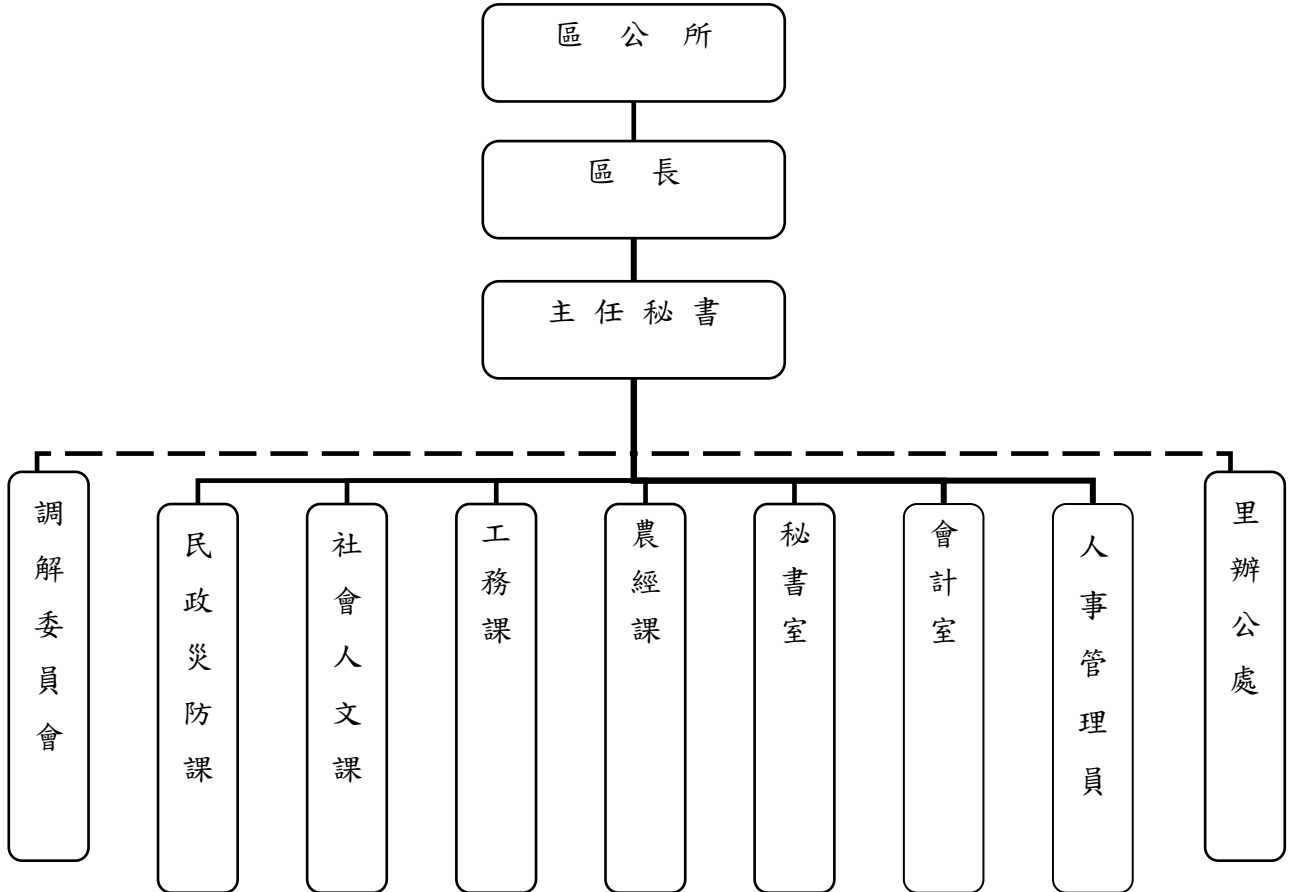 區公所
區長
主任秘書
調解委員會
民政災防課
社會人文課
工務課
農經課
秘書室
會計室
人事管理員
里辦公處